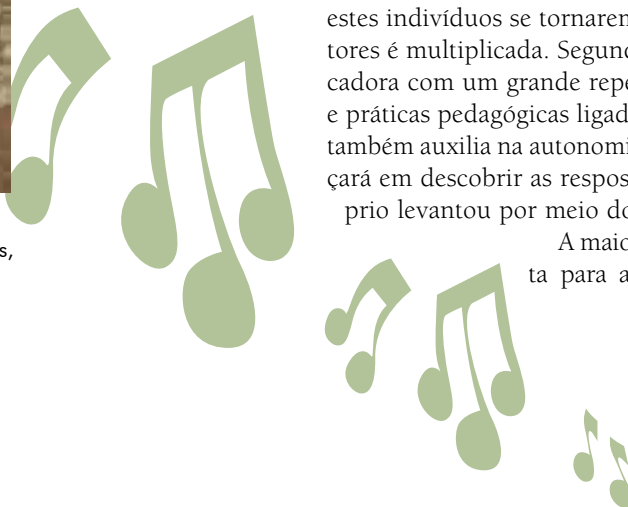 s,
estes indivíduos se tornarem
tores é multiplicada. Segund
cadora com um grande repe
e práticas pedagógicas ligad
também auxilia na autonomi
çará em descobrir as respos
prio levantou por meio do
A maio
ta para a